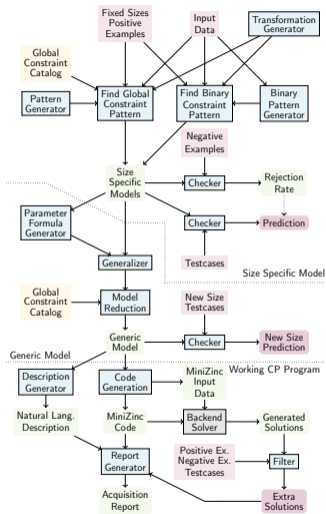 Fixed Sizes
Positive
Examples
Input
Data
Transformation
Generator
Global
Constraint
Catalog
Pattern
Generator
Find Global
Constraint
Pattern
Find Binary
Constraint
Pattern
Binary
Pattern
Generator
Negative
Examples
Size
Specific
Models
Checker
Rejection
Rate
Parameter
Formula
Generator
Checker
Prediction
Generalizer
Testcases
Size Specific Model
Global
Constraint
Catalog
Model
Reduction
New Size
Testcases
Generic Model
Generic
Model
Checker
New Size
Prediction
Working CP Program
Description
Generator
Code
Generation
MiniZinc
Input
Data
Natural Lang.
Description
MiniZinc
Code
Backend
Solver
Generated
Solutions
Report
Generator
Positive Ex.
Negative Ex.
Testcases
Filter
Acquisition
Report
Extra
Solutions